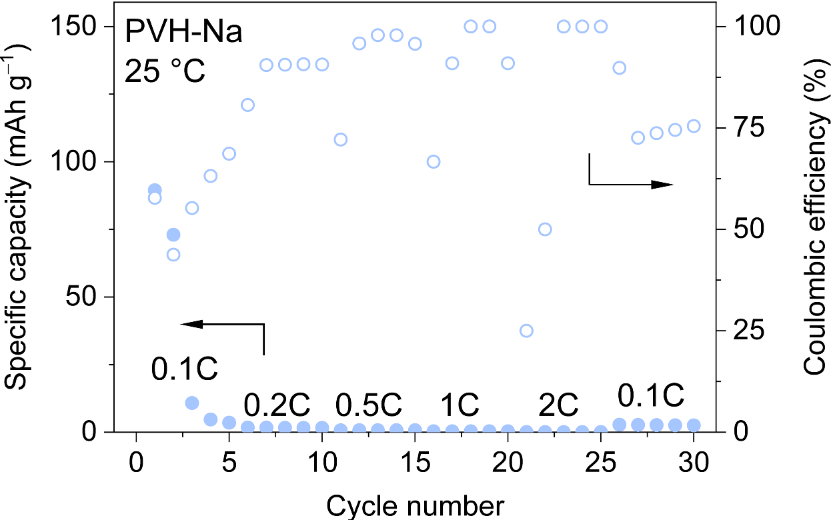 PVH-Na
25 °C
150
100
50
0
Specific capacity (mAh g⁻¹)
100
75
50
25
0
Coulombic efficiency (%)
0.1C
0.2C
0.5C
1C
2C
0.1C
0 5 10 15 20 25 30
Cycle number